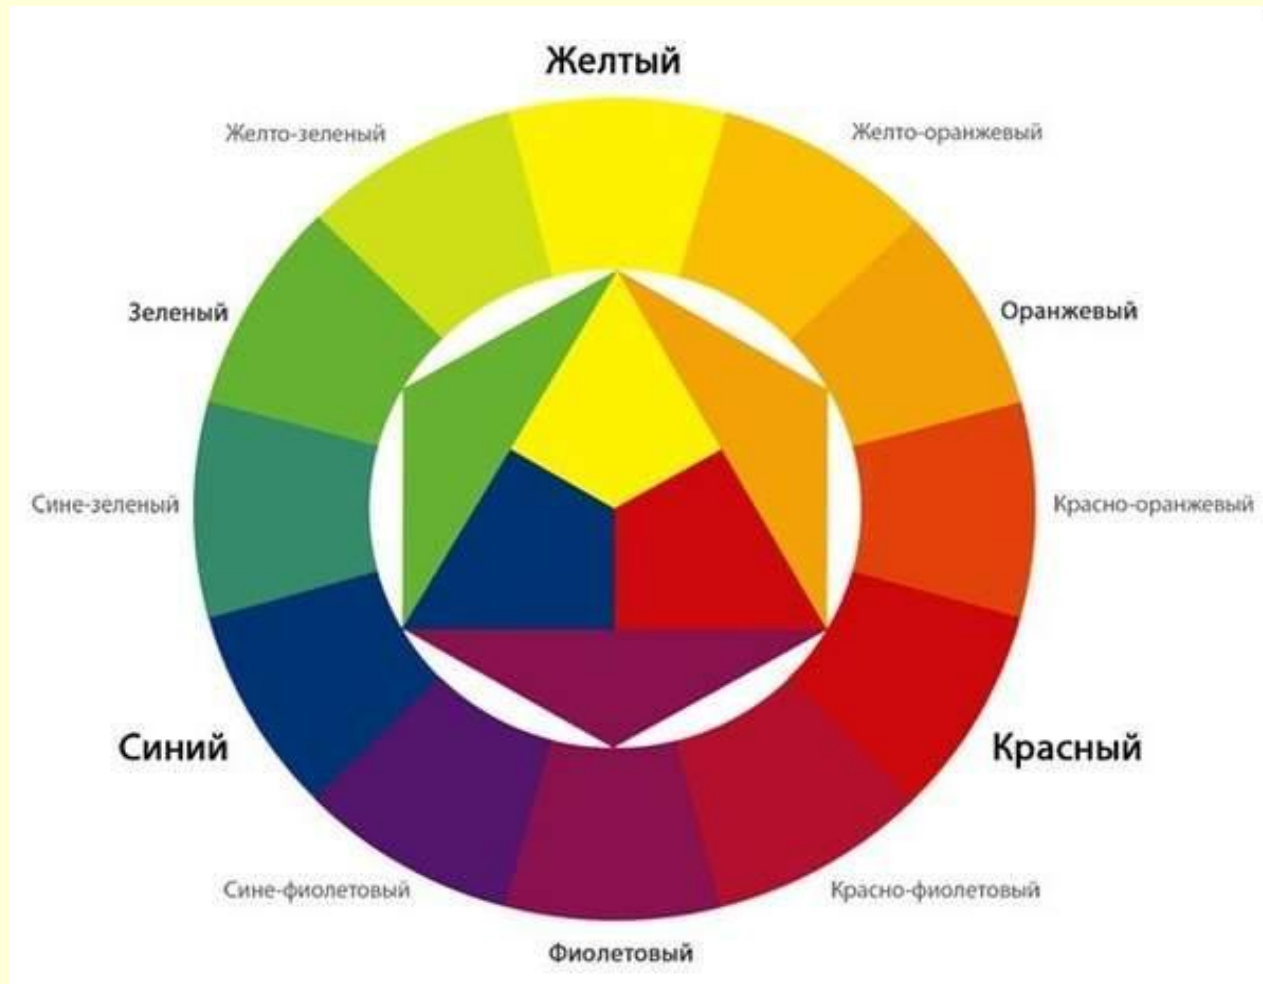 Желтый
Желто-зеленый
Желто-оранжевый
Зеленый
Оранжевый
Сине-зеленый
Красно-оранжевый
Синий
Красный
Сине-фиолетовый
Красно-фиолетовый
Фиолетовый